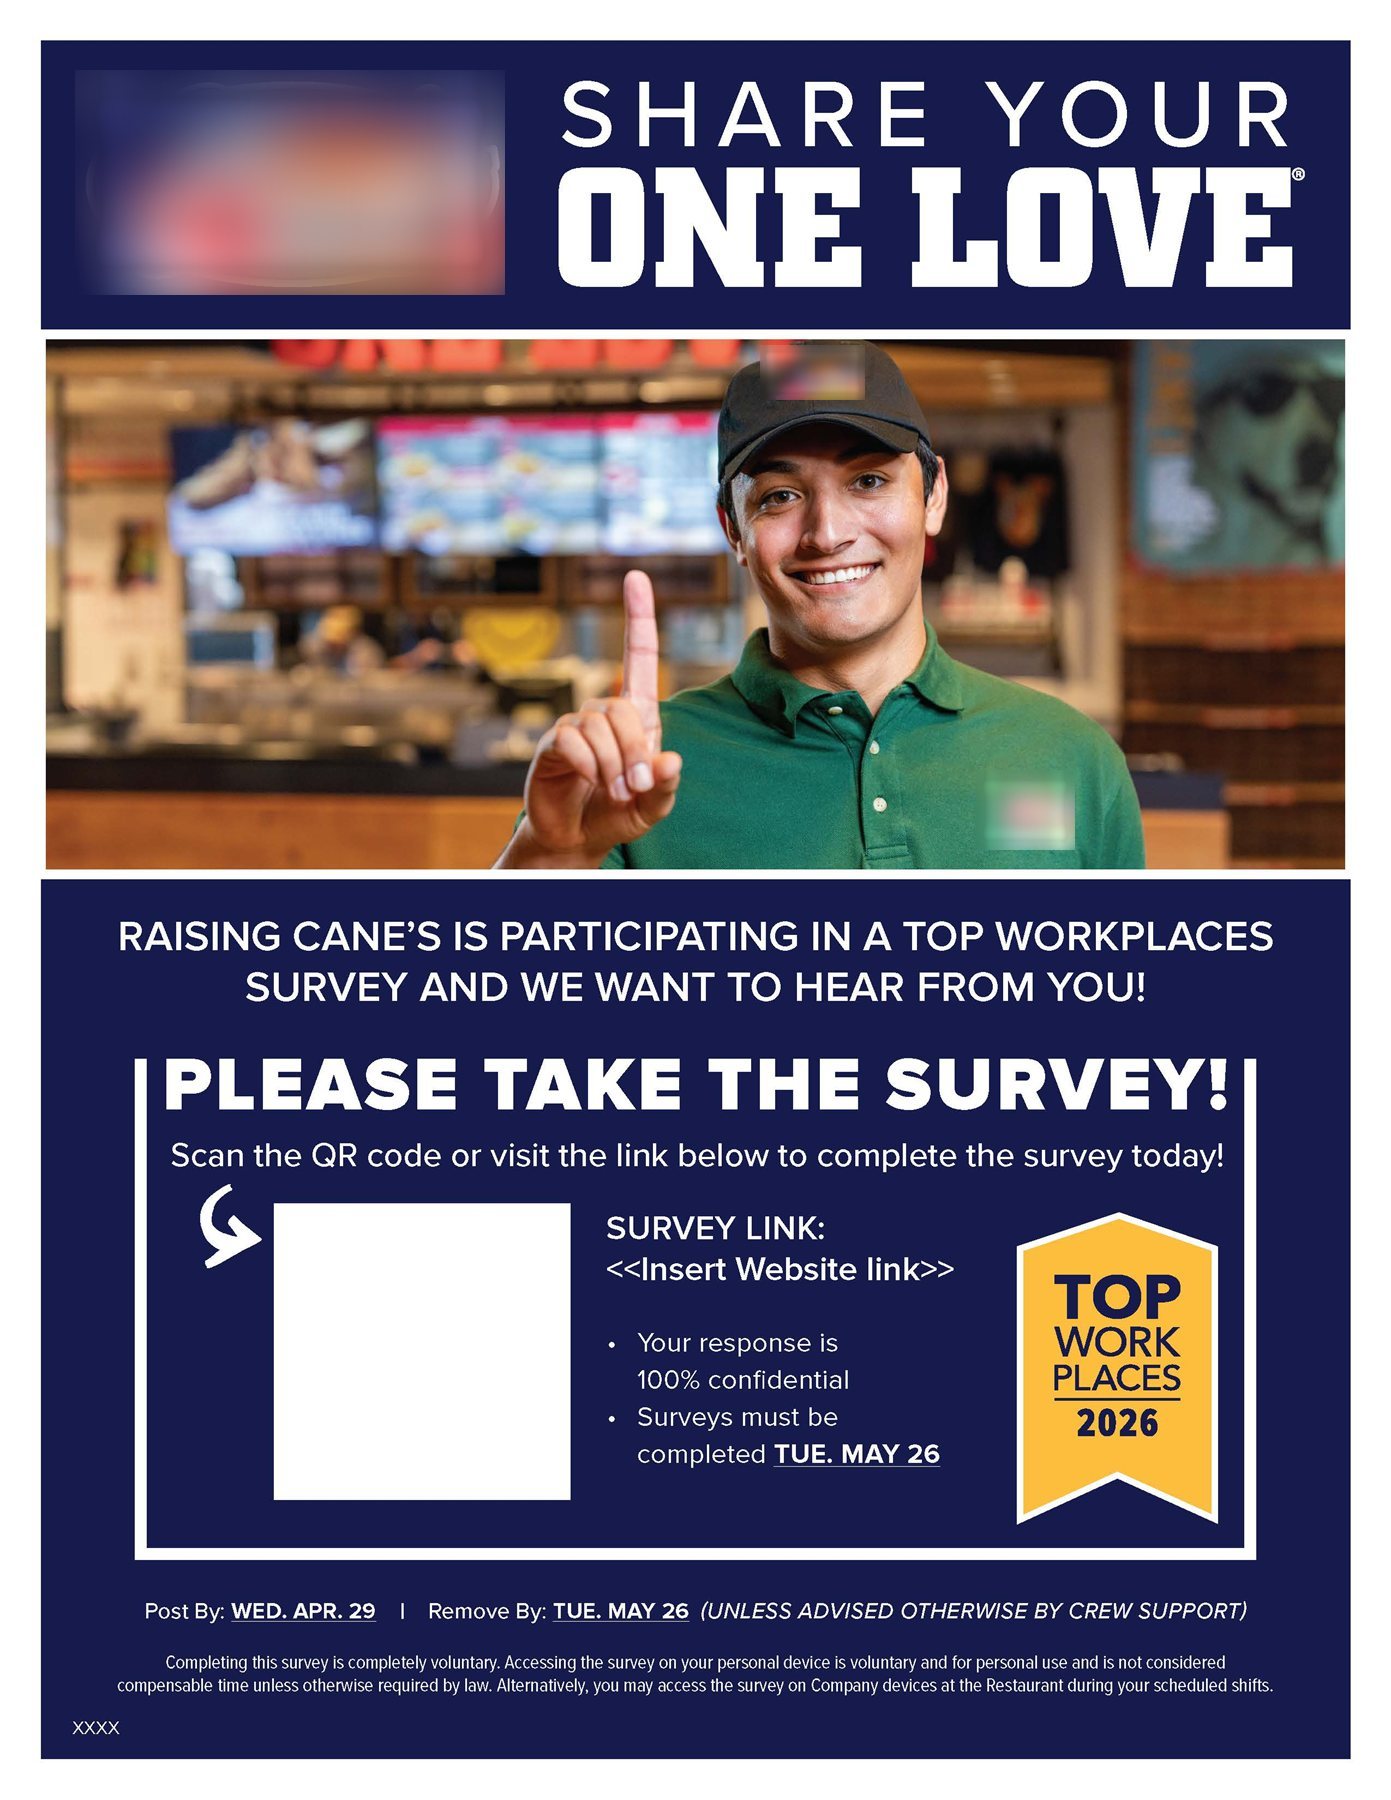 SHARE YOUR
ONE LOVE®
RAISING CANE'S IS PARTICIPATING IN A TOP WORKPLACES
SURVEY AND WE WANT TO HEAR FROM YOU!
PLEASE TAKE THE SURVEY!
Scan the QR code or visit the link below to complete the survey today!
SURVEY LINK:
<<Insert Website link>>
• Your response is
100% confidential
• Surveys must be
completed TUE. MAY 26
TOP
WORK
PLACES
2026
Post By: WED. APR. 29 | Remove By: TUE. MAY 26 (UNLESS ADVISED OTHERWISE BY CREW SUPPORT)
Completing this survey is completely voluntary. Accessing the survey on your personal device is voluntary and for personal use and is not considered
compensable time unless otherwise required by law. Alternatively, you may access the survey on Company devices at the Restaurant during your scheduled shifts.
XXXX